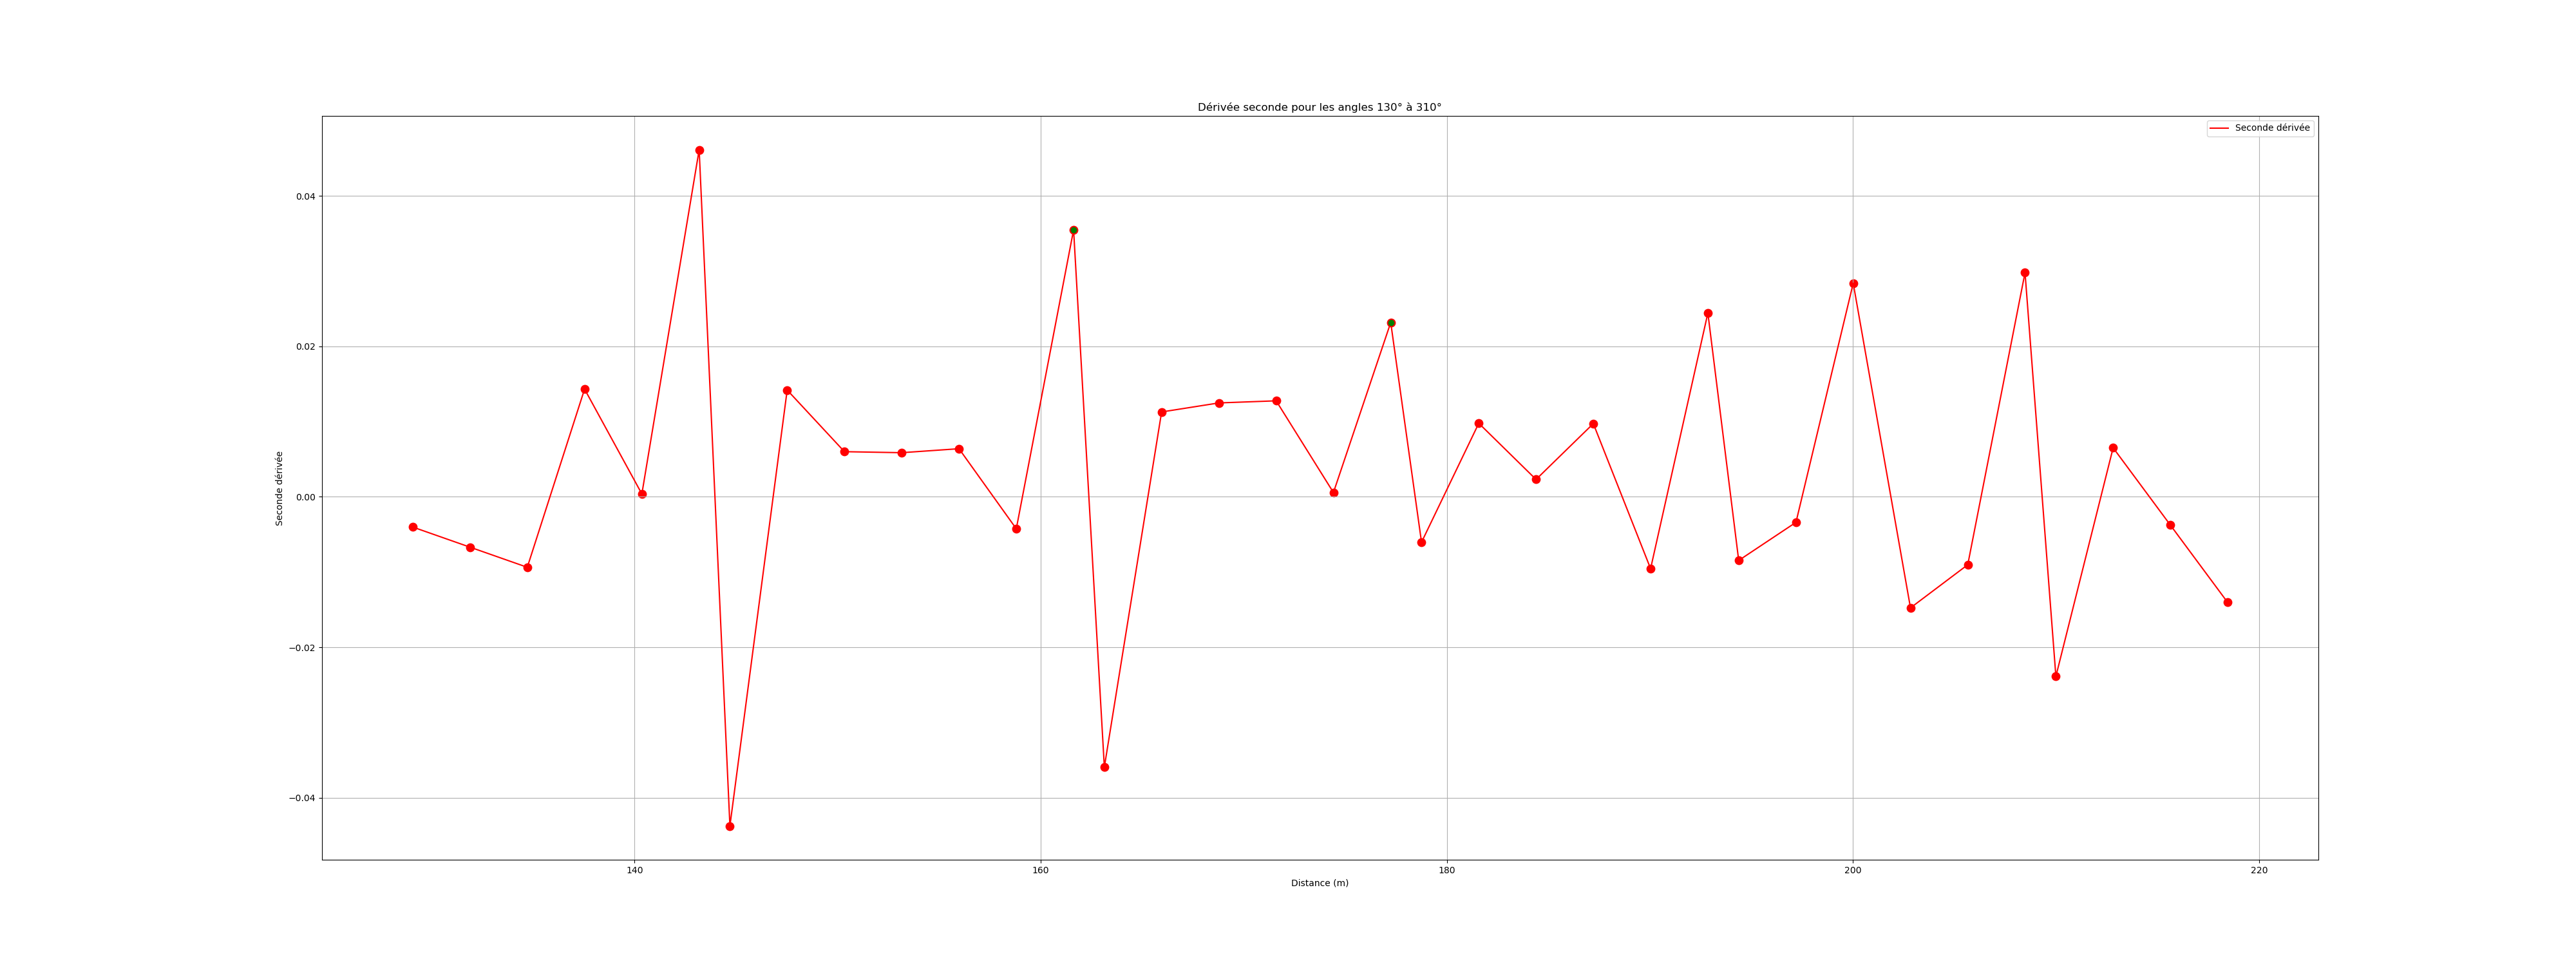 Dérivée seconde pour les angles 130° à 310°
Seconde dérivée
0.04
0.02
0.00
−0.02
−0.04
Seconde dérivée
140
160
180
200
220
Distance (m)